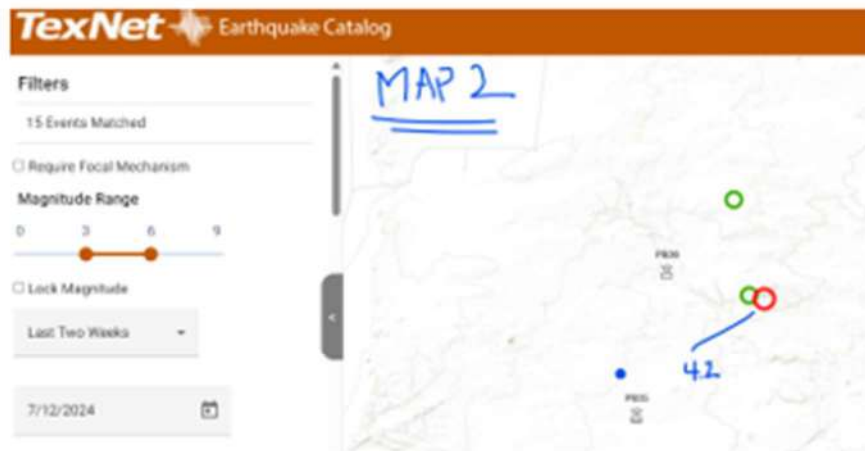 TexNet Earthquake Catalog
Filters
MAP 2
15 Events Matched
Require Focal Mechanism
Magnitude Range
0 3 6 9
Lock Magnitude
Last Two Weeks
4.2
7/12/2024
<